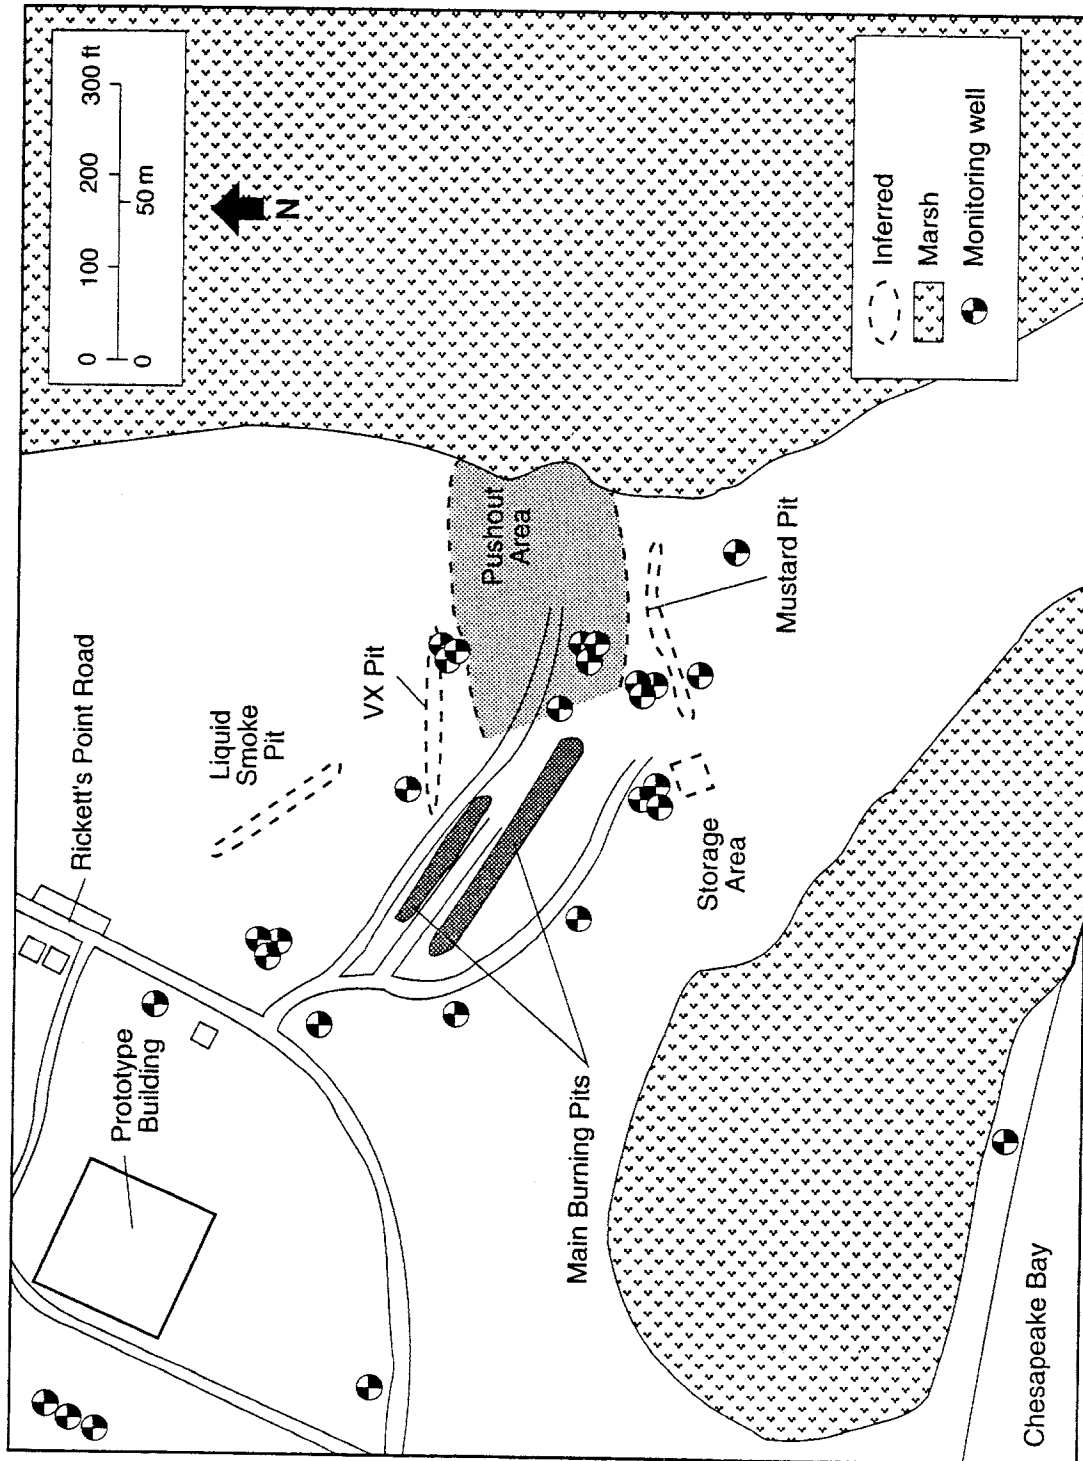 0 100 200 300 ft
0 50 m
N
Rickett's Point Road
Prototype
Building
Liquid
Smoke
Pit
VX Pit
Pushout
Area
Main Burning Pits
Storage
Area
Mustard Pit
Chesapeake Bay
Inferred
Marsh
Monitoring well